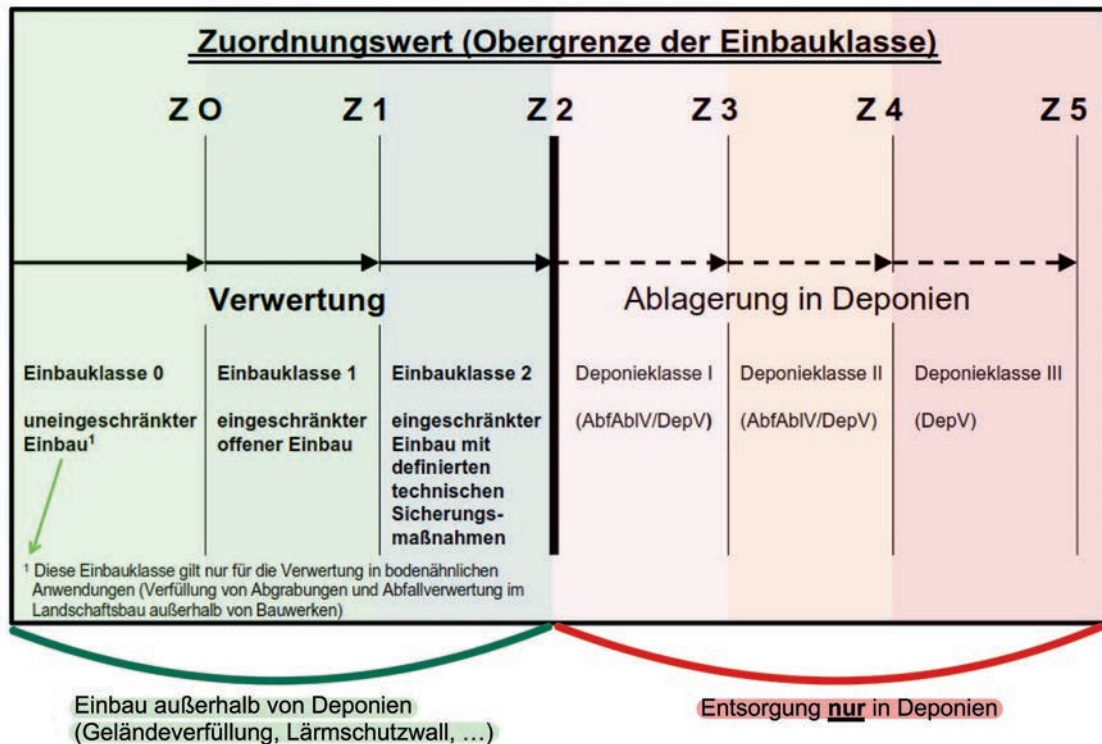 Zuordnungswert (Obergrenze der Einbauklasse)
Z 0 Z 1 Z 2 Z 3 Z 4 Z 5
Verwertung
Ablagerung in Deponien
Einbauklasse 0
uneingeschränkter
Einbau¹
Einbauklasse 1
eingeschränkter
offener Einbau
Einbauklasse 2
eingeschränkter
Einbau mit
definierten
technischen
Sicherungs-
maßnahmen
Deponieklasse I
(AbfAblV/DepV)
Deponieklasse II
(AbfAblV/DepV)
Deponieklasse III
(DepV)
¹ Diese Einbauklasse gilt nur für die Verwertung in bodenähnlichen
Anwendungen (Verfüllung von Abgrabungen und Abfallverwertung im
Landschaftsbau außerhalb von Bauwerken)
Einbau außerhalb von Deponien
(Geländeverfüllung, Lärmschutzwall, …)
Entsorgung nur in Deponien